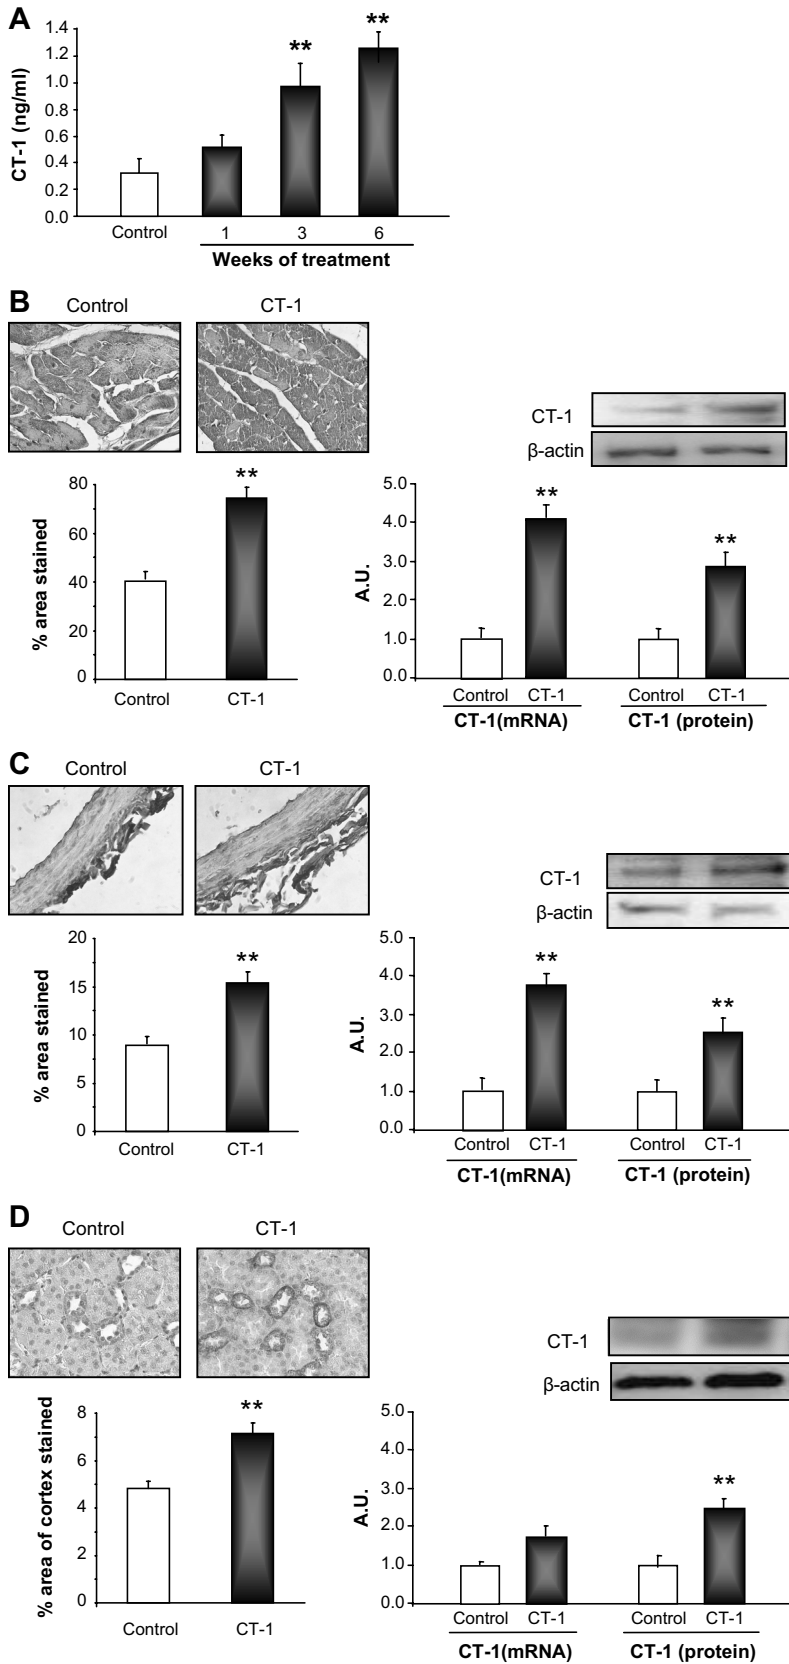 A
CT-1 (ng/ml)
1.4
1.2
1.0
0.8
0.6
0.4
0.2
0.0
**
**
Control
1
3
6
Weeks of treatment
B
Control
CT-1
CT-1
β-actin
% area stained
80
60
40
20
0
**
Control
CT-1
A.U.
5.0
4.0
3.0
2.0
1.0
0.0
**
**
Control
CT-1
Control
CT-1
CT-1(mRNA)
CT-1 (protein)
C
Control
CT-1
CT-1
β-actin
% area stained
20
15
10
5
0
**
Control
CT-1
A.U.
5.0
4.0
3.0
2.0
1.0
0.0
**
**
Control
CT-1
Control
CT-1
CT-1(mRNA)
CT-1 (protein)
D
Control
CT-1
CT-1
β-actin
% area of cortex stained
8
6
4
2
0
**
Control
CT-1
A.U.
5.0
4.0
3.0
2.0
1.0
0.0
**
Control
CT-1
Control
CT-1
CT-1(mRNA)
CT-1 (protein)